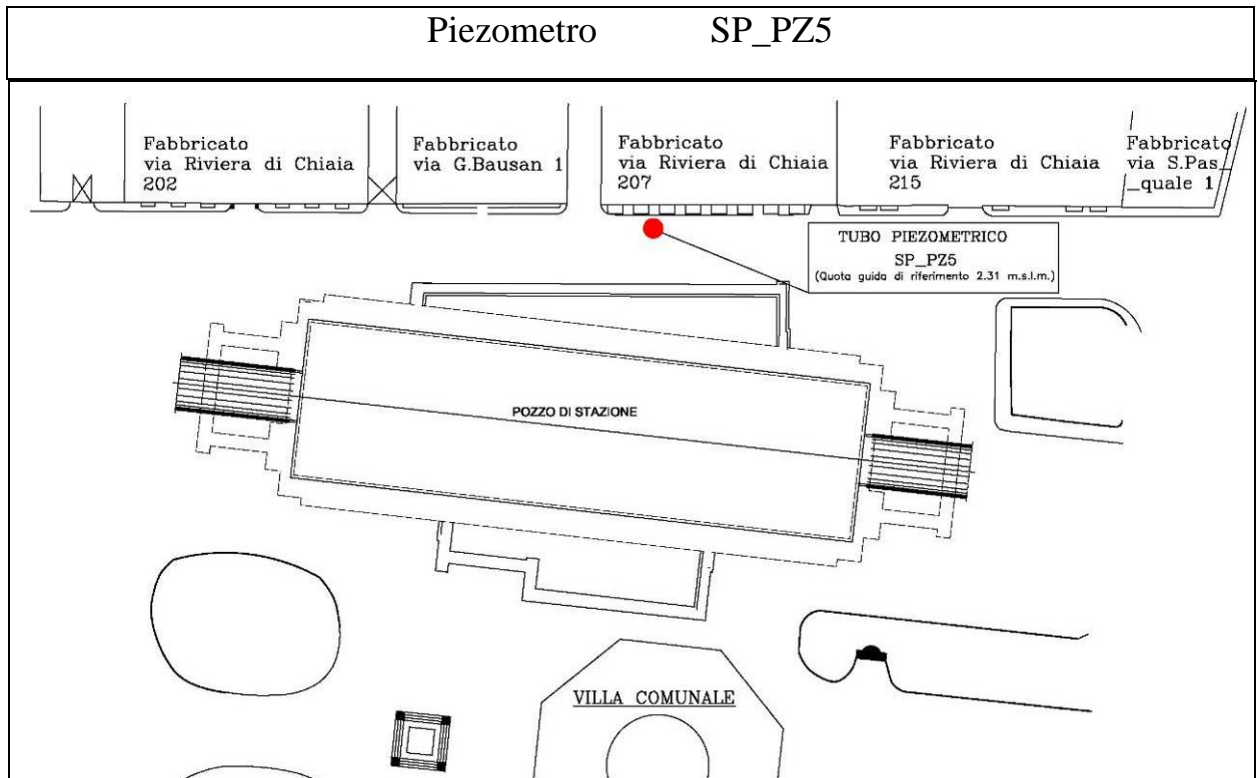 Piezometro SP_PZ5
Fabbricato
via Riviera di Chiaia
202
Fabbricato
via G.Bausan 1
Fabbricato
via Riviera di Chiaia
207
Fabbricato
via Riviera di Chiaia
215
Fabbricato
via S.Pas_
_quale 1
TUBO PIEZOMETRICO
SP_PZ5
(Quota guida di riferimento 2.31 m.s.l.m.)
POZZO DI STAZIONE
VILLA COMUNALE